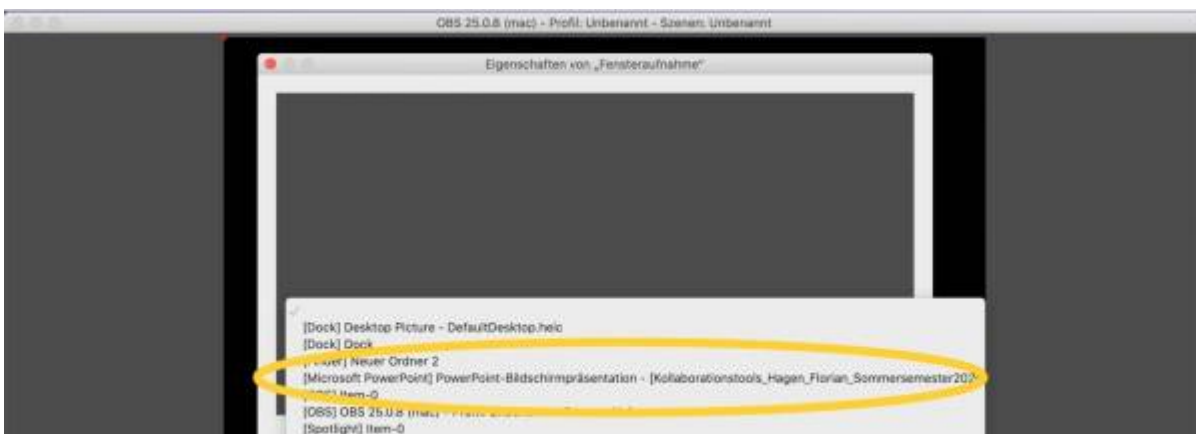 OBS 25.0.8 (mac) - Profil: Unbenannt - Szenen: Unbenannt
Eigenschaften von „Fensteraufnahme"
[Dock] Desktop Picture - DefaultDesktop.heic
[Dock] Dock
[Finder] Neuer Ordner 2
[Microsoft PowerPoint] PowerPoint-Bildschirmpräsentation - [Kollaborationstools_Hagen_Florian_Sommersemester202
[OBS] Item-0
[OBS] OBS 25.0.8 (mac) -
[Spotlight] Item-0